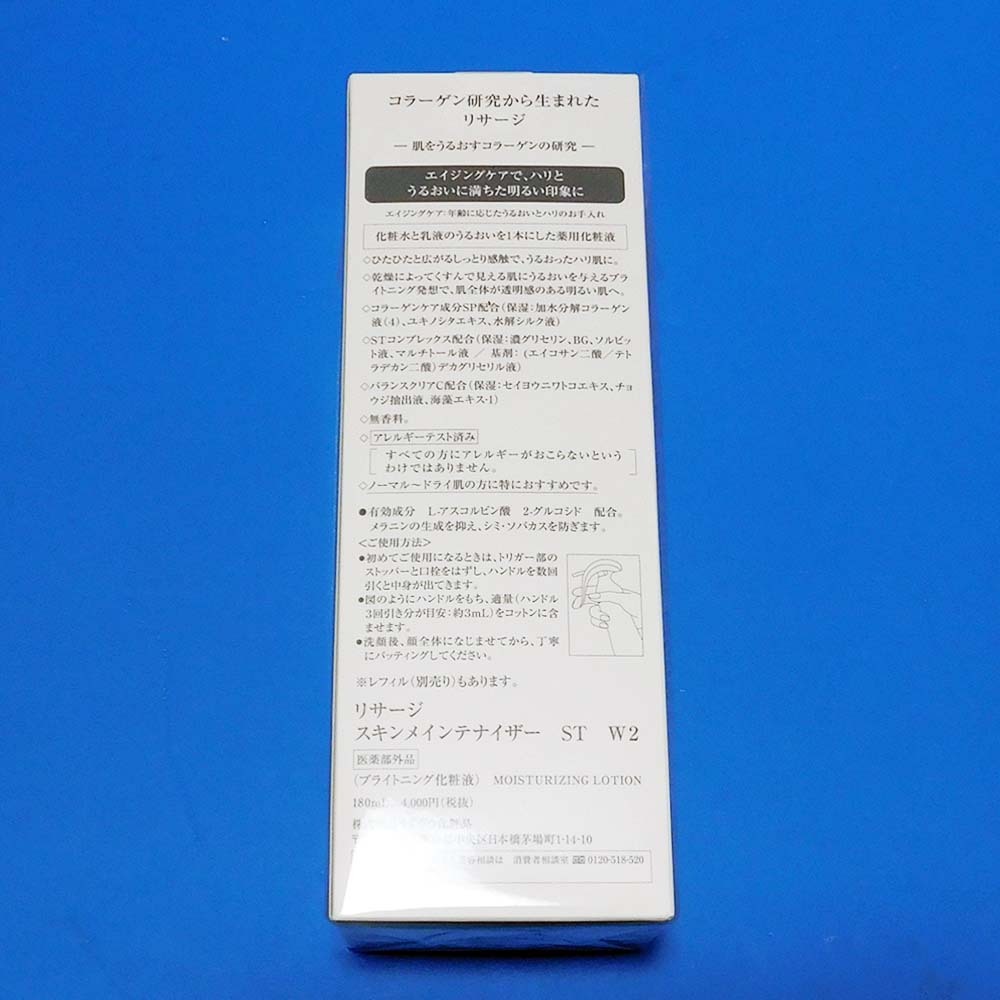 コラーゲン研究から生まれた
リサージ
― 肌をうるおすコラーゲンの研究 ―
エイジングケアで、ハリと
うるおいに満ちた明るい印象に
エイジングケア：年齢に応じたうるおいとハリのお手入れ
化粧水と乳液のうるおいを1本にした薬用化粧液
◇ひたひたと広がるしっとり感触で、うるおったハリ肌に。
◇乾燥によってくすんで見える肌にうるおいを与えるブラ
イトニング発想で、肌全体が透明感のある明るい肌へ。
◇コラーゲンケア成分SP配合（保湿：加水分解コラーゲン
液（4）、ユキノシタエキス、水解シルク液）
◇STコンプレックス配合（保湿：濃グリセリン、BG、ソルビッ
ト液、マルチトール液 ／ 基剤：（エイコサン二酸／テト
ラデカン二酸）デカグリセリル液）
◇バランスクリアC配合（保湿：セイヨウニワトコエキス、チョ
ウジ抽出液、海藻エキス-1）
◇無香料。
◇アレルギーテスト済み
すべての方にアレルギーがおこらないという
わけではありません。
◇ノーマル～ドライ肌の方に特におすすめです。
●有効成分 L-アスコルビン酸 2-グルコシド 配合。
メラニンの生成を抑え、シミ・ソバカスを防ぎます。
＜ご使用方法＞
●初めてご使用になるときは、トリガー部の
ストッパーと口栓をはずし、ハンドルを数回
引くと中身が出てきます。
●図のようにハンドルをもち、適量（ハンドル
3回引き分が目安：約3mL）をコットンに含
ませます。
●洗顔後、顔全体になじませてから、丁寧
にパッティングしてください。
※レフィル（別売り）もあります。
リサージ
スキンメインテナイザー ST W2
医薬部外品
（ブライトニング化粧液） MOISTURIZING LOTION
180mL 4,000円（税抜）
化粧品
中央区日本橋茅場町1-14-10
相談は 消費者相談室 0120-518-520